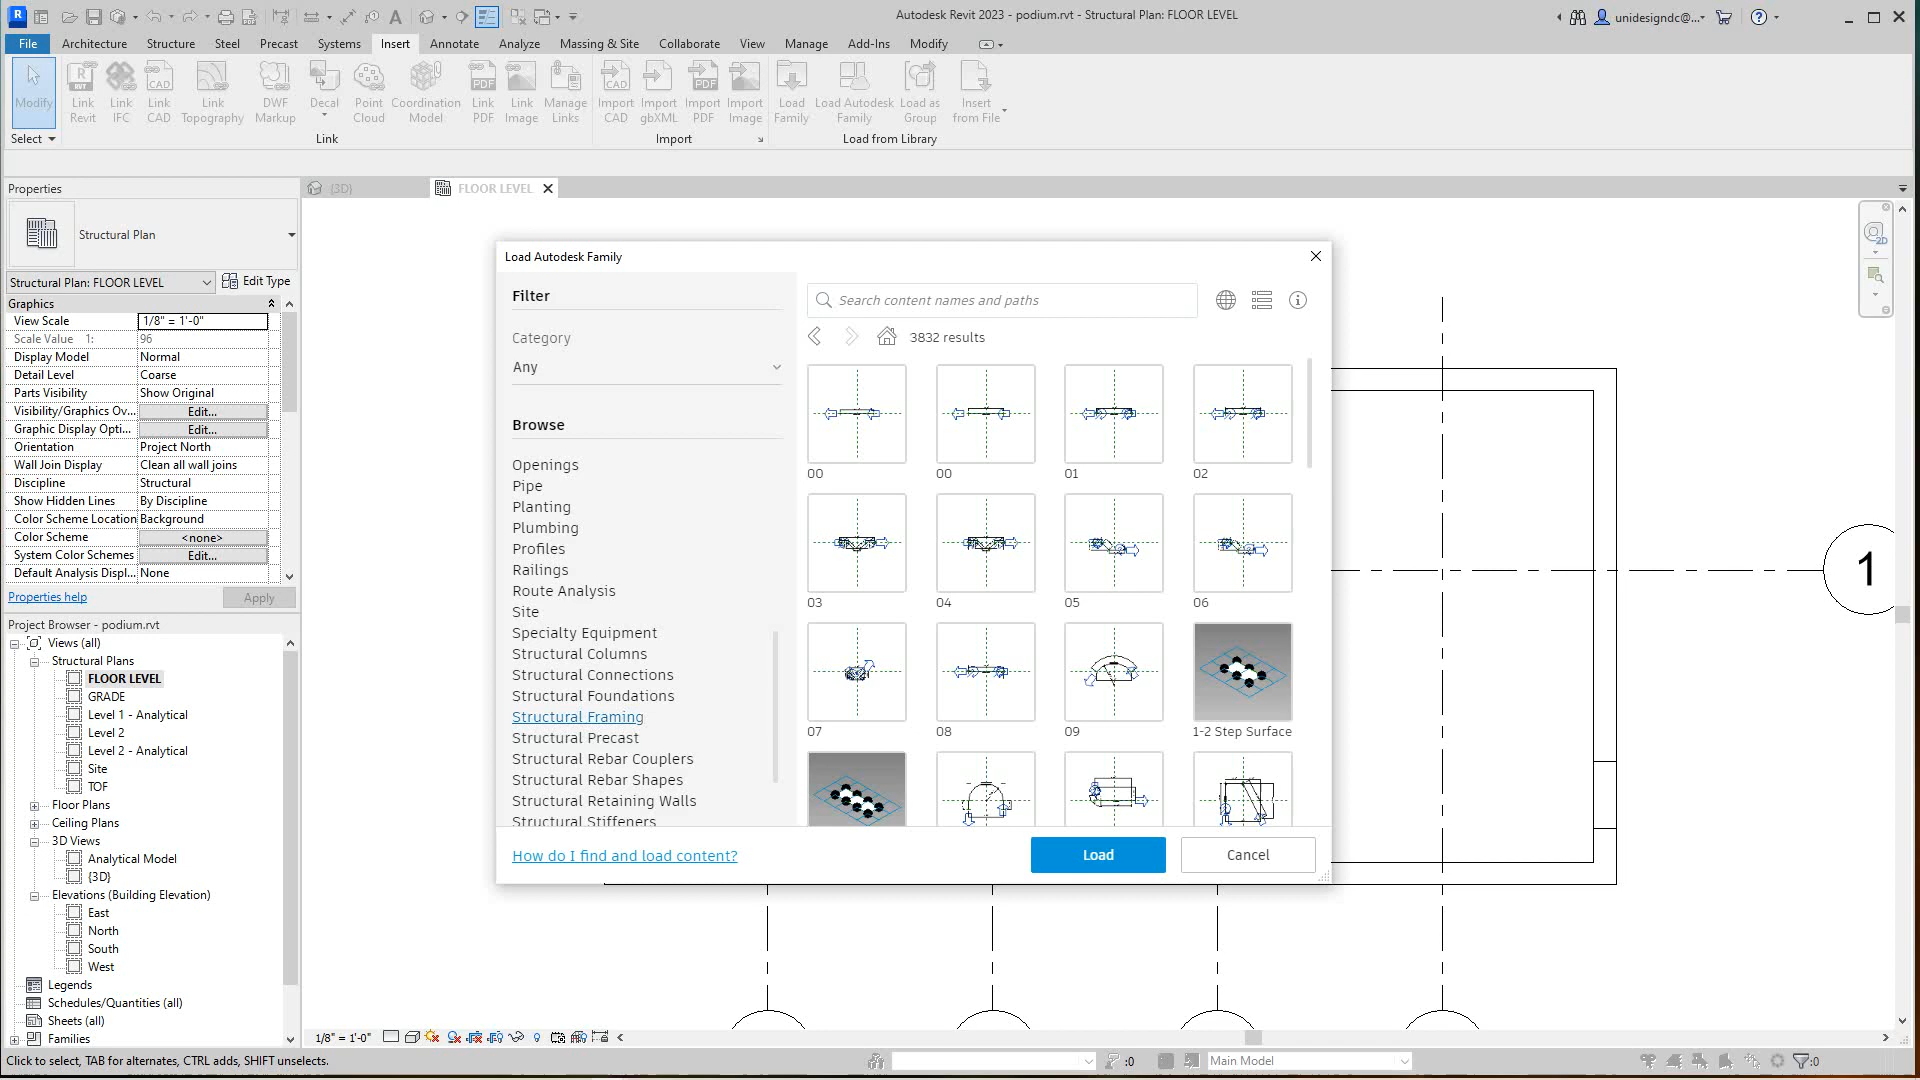 Autodesk Revit 2023 - podium.rvt - Structural Plan: FLOOR LEVEL
unidesigndc@...
File Architecture Structure Steel Precast Systems Insert Annotate Analyze Massing & Site Collaborate View Manage Add-Ins Modify
Modify
Link Revit
Link IFC
Link CAD
Link Topography
DWF Markup
Decal
Point Cloud
Coordination Model
Link PDF
Link Image
Manage Links
Import CAD
Import gbXML
Import PDF
Import Image
Load Family
Load Autodesk Family
Load as Group
Insert from File
Select
Link
Import
Load from Library
Properties
{3D}
FLOOR LEVEL
Structural Plan
Structural Plan: FLOOR LEVEL
Edit Type
Graphics
View Scale 1/8" = 1'-0"
Scale Value 1: 96
Display Model Normal
Detail Level Coarse
Parts Visibility Show Original
Visibility/Graphics Ov... Edit...
Graphic Display Opti... Edit...
Orientation Project North
Wall Join Display Clean all wall joins
Discipline Structural
Show Hidden Lines By Discipline
Color Scheme Location Background
Color Scheme <none>
System Color Schemes Edit...
Default Analysis Displ... None
Properties help
Apply
Project Browser - podium.rvt
Views (all)
Structural Plans
FLOOR LEVEL
GRADE
Level 1 - Analytical
Level 2
Level 2 - Analytical
Site
TOF
Floor Plans
Ceiling Plans
3D Views
Analytical Model
{3D}
Elevations (Building Elevation)
East
North
South
West
Legends
Schedules/Quantities (all)
Sheets (all)
Families
Load Autodesk Family
Filter
Category
Any
Browse
Openings
Pipe
Planting
Plumbing
Profiles
Railings
Route Analysis
Site
Specialty Equipment
Structural Columns
Structural Connections
Structural Foundations
Structural Framing
Structural Precast
Structural Rebar Couplers
Structural Rebar Shapes
Structural Retaining Walls
Structural Stiffeners
Search content names and paths
3832 results
00 00 01 02
03 04 05 06
07 08 09 1-2 Step Surface
How do I find and load content?
Load
Cancel
1
1/8" = 1'-0"
Click to select, TAB for alternates, CTRL adds, SHIFT unselects.
:0
Main Model
:0